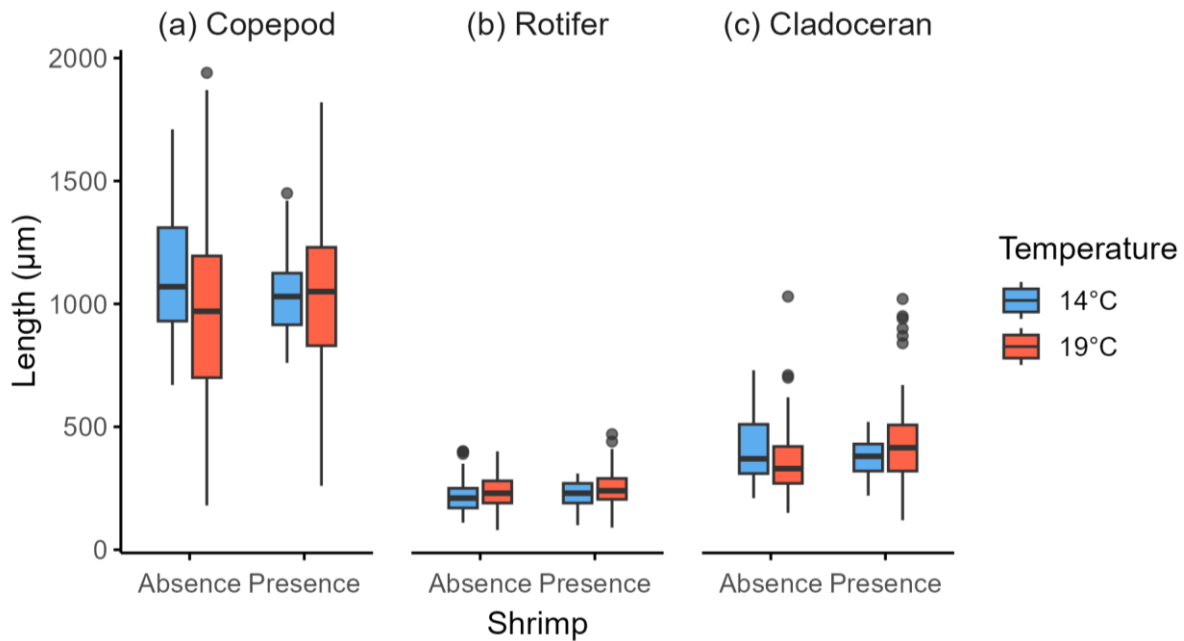 (a) Copepod (b) Rotifer (c) Cladoceran
2000
1500
1000
500
0
Length (μm)
Absence Presence Absence Presence Absence Presence
Shrimp
Temperature
14°C
19°C